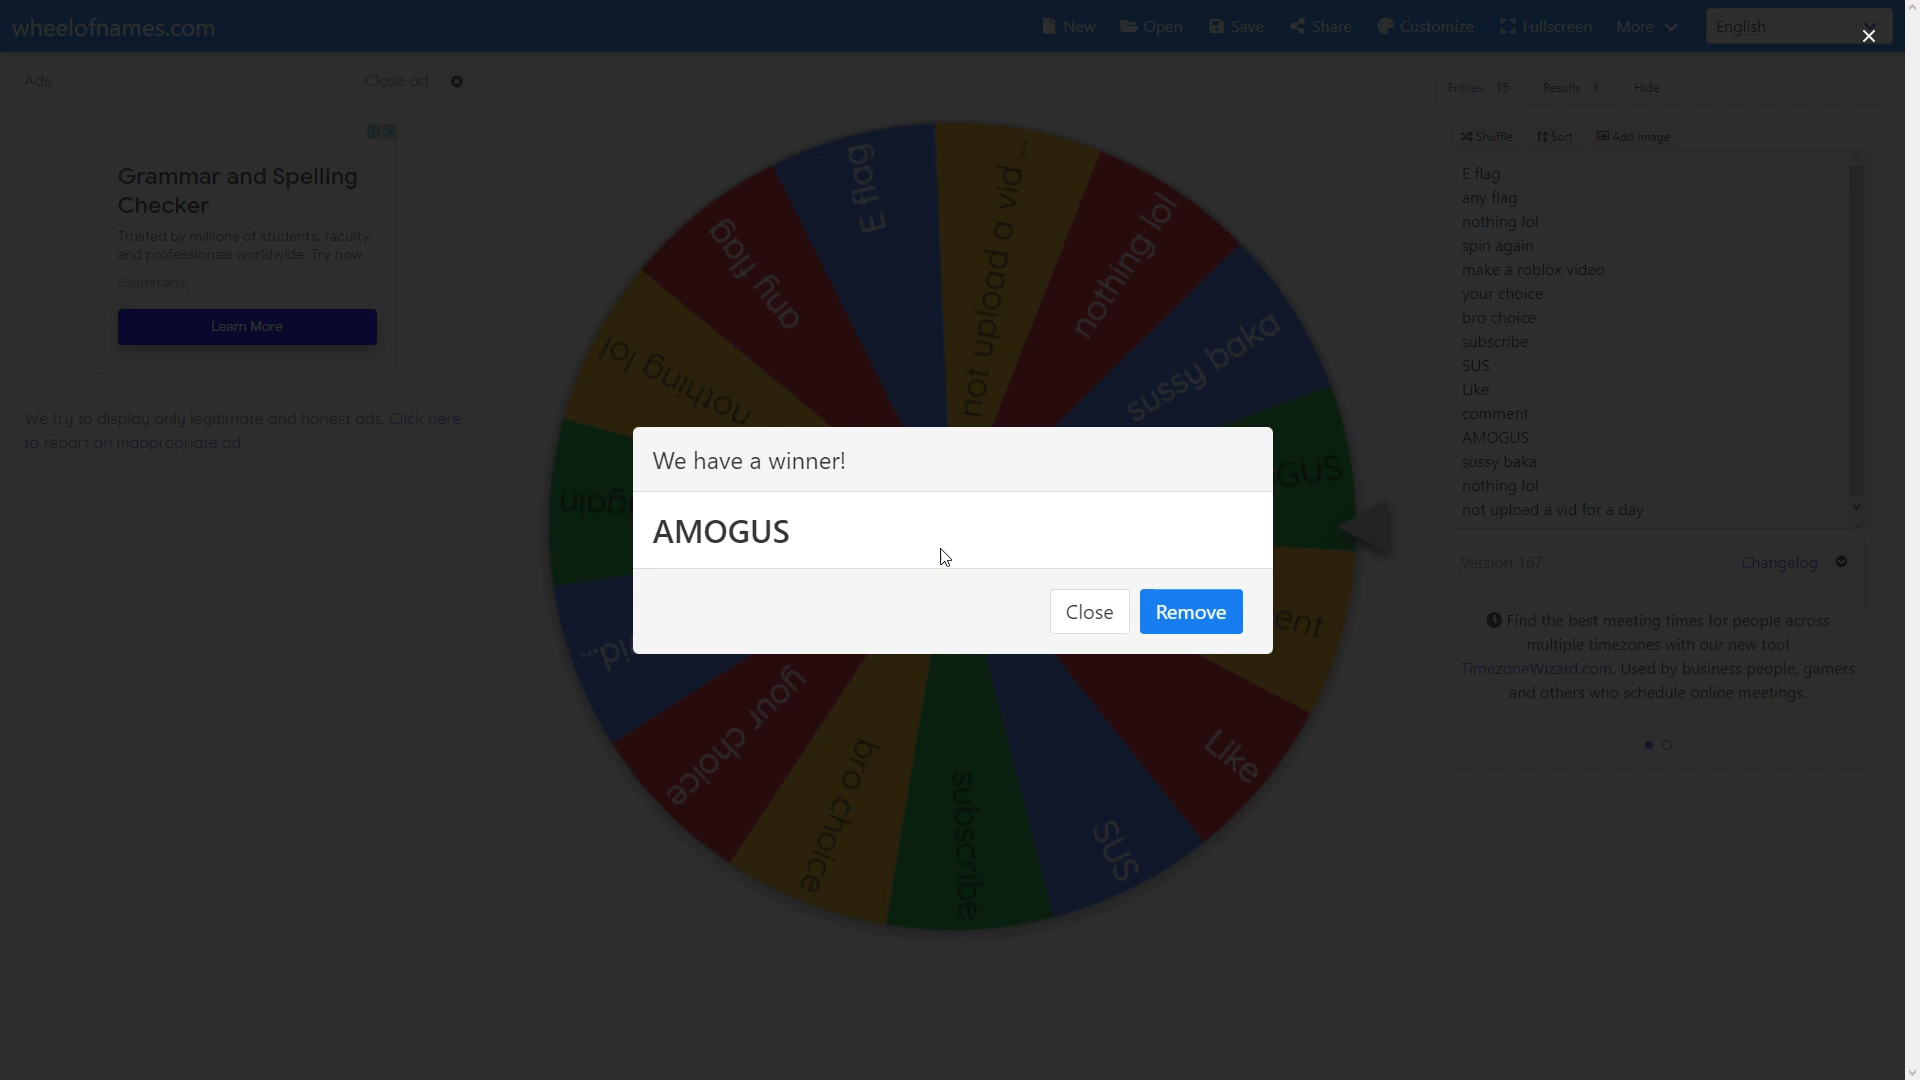 wheelofnames.com
New
Open
Save
Share
Customize
Fullscreen
More
English
Ads
Close ad
Entries 15
Results 1
Hide
Shuffle
Sort
Add image
Grammar and Spelling
Checker
Trusted by millions of students, faculty,
and professionals worldwide. Try now
Grammarly
Learn More
We try to display only legitimate and honest ads. Click here
to report an inappropriate ad.
E flag
not upload a vid ...
nothing lol
sussy baka
GUS
ent
Like
SUS
subscribe
bro choice
your choice
id...
again
nothing lol
any flag
We have a winner!
AMOGUS
Close
Remove
E flag
any flag
nothing lol
spin again
make a roblox video
your choice
bro choice
subscribe
SUS
Like
comment
AMOGUS
sussy baka
nothing lol
not upload a vid for a day
Version 167
Changelog
Find the best meeting times for people across
multiple timezones with our new tool
TimezoneWizard.com. Used by business people, gamers
and others who schedule online meetings.